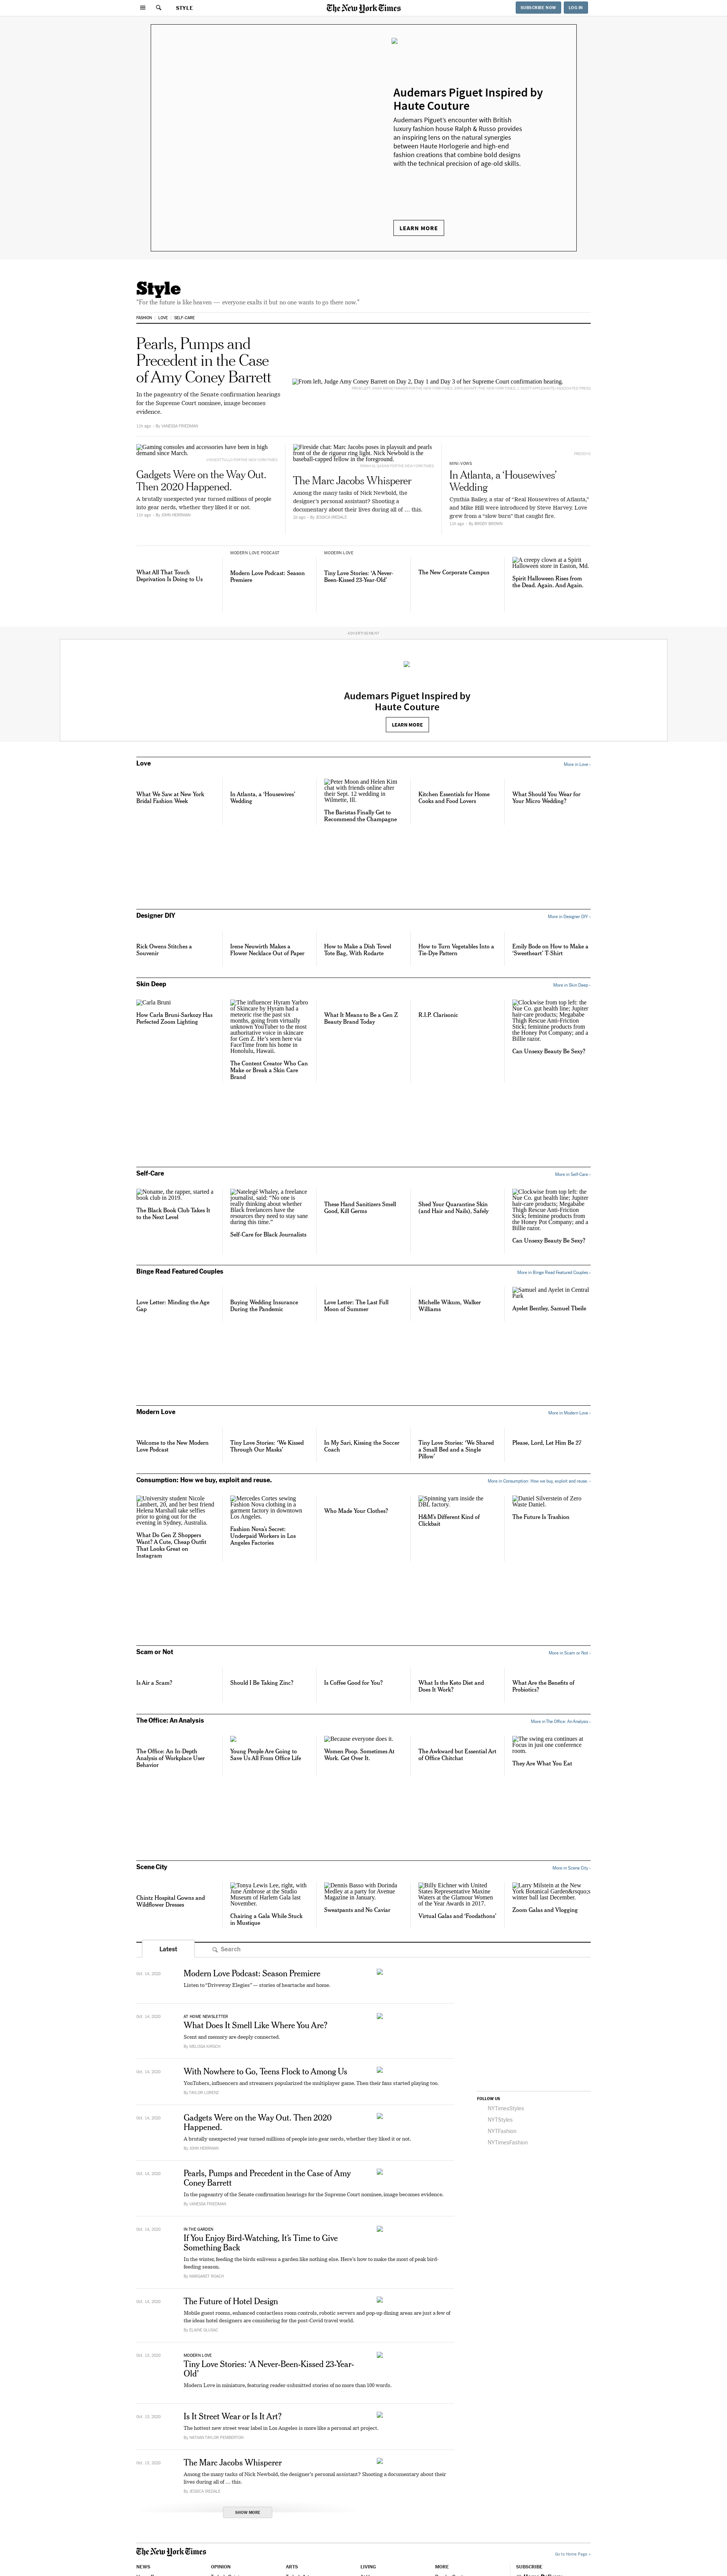 STYLE
The New York Times
SUBSCRIBE NOW
LOG IN
Audemars Piguet Inspired by
Haute Couture
Audemars Piguet's encounter with British
luxury fashion house Ralph & Russo provides
an inspiring lens on the natural synergies
between Haute Horlogerie and high-end
fashion creations that combine bold designs
with the technical precision of age-old skills.
LEARN MORE
Style
"For the future is like heaven — everyone exalts it but no one wants to go there now."
FASHION
LOVE
SELF-CARE
Pearls, Pumps and
Precedent in the Case
of Amy Coney Barrett
In the pageantry of the Senate confirmation hearings
for the Supreme Court nominee, image becomes
evidence.
By VANESSA FRIEDMAN
From left, Judge Amy Coney Barrett on Day 2, Day 1 and Day 3 of her Supreme Court confirmation hearing.
Gaming consoles and accessories have been in high
demand since March.
Gadgets Were on the Way Out.
Then 2020 Happened.
A brutally unexpected year turned millions of people
into gear nerds, whether they liked it or not.
By JOHN HERRMAN
Fireside chat: Marc Jacobs poses in playsuit and pearls
front of the de rigueur ring light. Nick Newbold is the
baseball-capped fellow in the foreground.
The Marc Jacobs Whisperer
Among the many tasks of Nick Newbold, the
designer's personal assistant? Shooting a
documentary about their lives during all of … this.
By JESSICA IREDALE
MINI-VOWS
In Atlanta, a 'Housewives'
Wedding
Cynthia Bailey, a star of "Real Housewives of Atlanta,"
and Mike Hill were introduced by Steve Harvey. Love
grew from a "slow burn" that caught fire.
By BRODY BROWN
What All That Touch
Deprivation Is Doing to Us
MODERN LOVE PODCAST
Modern Love Podcast: Season
Premiere
MODERN LOVE
Tiny Love Stories: 'A Never-
Been-Kissed 23-Year-Old'
The New Corporate Campus
A creepy clown at a Spirit
Halloween store in Easton, Md.
Spirit Halloween Rises from
the Dead. Again. And Again.
ADVERTISEMENT
Audemars Piguet Inspired by
Haute Couture
LEARN MORE
Love
More in Love ›
What We Saw at New York
Bridal Fashion Week
In Atlanta, a 'Housewives'
Wedding
Peter Moon and Helen Kim
chat with friends online after
their Sept. 12 wedding in
Wilmette, Ill.
The Baristas Finally Get to
Recommend the Champagne
Kitchen Essentials for Home
Cooks and Food Lovers
What Should You Wear for
Your Micro Wedding?
Designer DIY
More in Designer DIY ›
Rick Owens Stitches a
Souvenir
Irene Neuwirth Makes a
Flower Necklace Out of Paper
How to Make a Dish Towel
Tote Bag, With Rodarte
How to Turn Vegetables Into a
Tie-Dye Pattern
Emily Bode on How to Make a
'Sweetheart' T-Shirt
Skin Deep
More in Skin Deep ›
Carla Bruni
How Carla Bruni-Sarkozy Has
Perfected Zoom Lighting
The influencer Hyram Yarbro
of Skincare by Hyram had a
meteoric rise the past six
months, going from virtually
unknown YouTuber to the most
authoritative voice in skincare
for Gen Z. He's seen here via
FaceTime from his home in
Honolulu, Hawaii.
The Content Creator Who Can
Make or Break a Skin Care
Brand
What It Means to Be a Gen Z
Beauty Brand Today
R.I.P. Clarisonic
Clockwise from top left: the
Nue Co. gut health line; Jupiter
hair-care products; Megababe
Thigh Rescue Anti-Friction
Stick; feminine products from
the Honey Pot Company; and a
Billie razor.
Can Unsexy Beauty Be Sexy?
Self-Care
More in Self-Care ›
Noname, the rapper, started a
book club in 2019.
The Black Book Club Takes It
to the Next Level
Natelegé Whaley, a freelance
journalist, said: "No one is
really thinking about whether
Black freelancers have the
resources they need to stay sane
during this time."
Self-Care for Black Journalists
These Hand Sanitizers Smell
Good, Kill Germs
Shed Your Quarantine Skin
(and Hair and Nails), Safely
Clockwise from top left: the
Nue Co. gut health line; Jupiter
hair-care products; Megababe
Thigh Rescue Anti-Friction
Stick; feminine products from
the Honey Pot Company; and a
Billie razor.
Can Unsexy Beauty Be Sexy?
Binge Read Featured Couples
More in Binge Read Featured Couples ›
Love Letter: Minding the Age
Gap
Buying Wedding Insurance
During the Pandemic
Love Letter: The Last Full
Moon of Summer
Michelle Wikum, Walker
Williams
Samuel and Ayelet in Central
Park
Ayelet Bentley, Samuel Tbeile
Modern Love
More in Modern Love ›
Welcome to the New Modern
Love Podcast
Tiny Love Stories: 'We Kissed
Through Our Masks'
In My Sari, Kissing the Soccer
Coach
Tiny Love Stories: 'We Shared
a Small Bed and a Single
Pillow'
Please, Lord, Let Him Be 27
Consumption: How we buy, exploit and reuse.
More in Consumption: How we buy, exploit and reuse. ›
University student Nicole
Lambert, 20, and her best friend
Helena Marshall take selfies
prior to going out for the
evening in Sydney, Australia.
What Do Gen Z Shoppers
Want? A Cute, Cheap Outfit
That Looks Great on
Instagram
Mercedes Cortes sewing
Fashion Nova clothing in a
garment factory in downtown
Los Angeles.
Fashion Nova's Secret:
Underpaid Workers in Los
Angeles Factories
Who Made Your Clothes?
Spinning yarn inside the
DBL factory.
H&M's Different Kind of
Clickbait
Daniel Silverstein of Zero
Waste Daniel.
The Future Is Trashion
Scam or Not
More in Scam or Not ›
Is Air a Scam?
Should I Be Taking Zinc?
Is Coffee Good for You?
What Is the Keto Diet and
Does It Work?
What Are the Benefits of
Probiotics?
The Office: An Analysis
More in The Office: An Analysis ›
The Office: An In-Depth
Analysis of Workplace User
Behavior
Young People Are Going to
Save Us All From Office Life
Because everyone does it.
Women Poop. Sometimes At
Work. Get Over It.
The Awkward but Essential Art
of Office Chitchat
The swing era continues at
Focus in just one conference
room.
They Are What You Eat
Scene City
More in Scene City ›
Chintz Hospital Gowns and
Wildflower Dresses
Tonya Lewis Lee, right, with
June Ambrose at the Studio
Museum of Harlem Gala last
November.
Chairing a Gala While Stuck
in Mustique
Dennis Basso with Dorinda
Medley at a party for Avenue
Magazine in January.
Sweatpants and No Caviar
Billy Eichner with United
States Representative Maxine
Waters at the Glamour Women
of the Year Awards in 2017.
Virtual Galas and 'Foodathons'
Larry Milstein at the New
York Botanical Garden&rsquo;s
winter ball last December.
Zoom Galas and Vlogging
Latest
Search
Oct. 14, 2020
Modern Love Podcast: Season Premiere
Listen to "Driveway Elegies" — stories of heartache and home.
Oct. 14, 2020
AT HOME NEWSLETTER
What Does It Smell Like Where You Are?
Scent and memory are deeply connected.
By MELISSA KIRSCH
Oct. 14, 2020
With Nowhere to Go, Teens Flock to Among Us
YouTubers, influencers and streamers popularized the multiplayer game. Then their fans started playing too.
By TAYLOR LORENZ
Oct. 14, 2020
Gadgets Were on the Way Out. Then 2020
Happened.
A brutally unexpected year turned millions of people into gear nerds, whether they liked it or not.
By JOHN HERRMAN
Oct. 14, 2020
Pearls, Pumps and Precedent in the Case of Amy
Coney Barrett
In the pageantry of the Senate confirmation hearings for the Supreme Court nominee, image becomes evidence.
By VANESSA FRIEDMAN
Oct. 14, 2020
IN THE GARDEN
If You Enjoy Bird-Watching, It's Time to Give
Something Back
In the winter, feeding the birds enlivens a garden like nothing else. Here's how to make the most of peak bird-
feeding season.
By MARGARET ROACH
Oct. 14, 2020
The Future of Hotel Design
Mobile guest rooms, enhanced contactless room controls, robotic servers and pop-up dining areas are just a few of
the ideas hotel designers are considering for the post-Covid travel world.
By ELAINE GLUSAC
Oct. 13, 2020
MODERN LOVE
Tiny Love Stories: 'A Never-Been-Kissed 23-Year-
Old'
Modern Love in miniature, featuring reader-submitted stories of no more than 100 words.
Oct. 13, 2020
Is It Street Wear or Is It Art?
The hottest new street wear label in Los Angeles is more like a personal art project.
By NATHAN TAYLOR PEMBERTON
Oct. 12, 2020
The Marc Jacobs Whisperer
Among the many tasks of Nick Newbold, the designer's personal assistant? Shooting a documentary about their
lives during all of … this.
By JESSICA IREDALE
SHOW MORE
FOLLOW US
NYTimesStyles
NYTStyles
NYTFashion
NYTimesFashion
The New York Times
Go to Home Page »
NEWS
OPINION
ARTS
LIVING
MORE
SUBSCRIBE